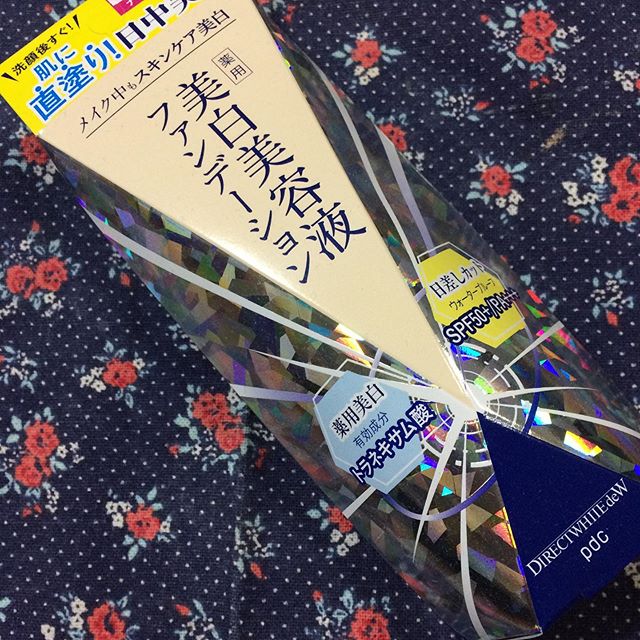 洗顔後すぐ!
肌に
直塗り!日中美
メイク中もスキンケア美白
薬用
美白美容液
ファンデーション
日差しカット
ウォータープルーフ
SPF50+/PA++++
薬用美白
有効成分
トラネキサム酸
DIRECTWHITEdeW
pdc